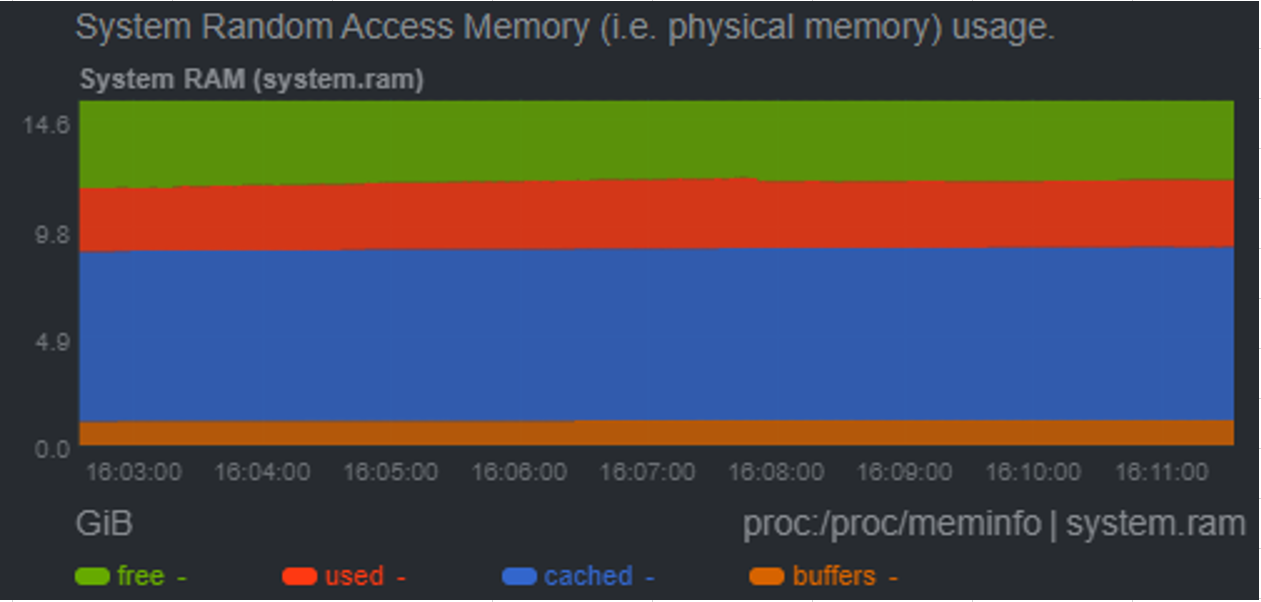 System Random Access Memory (i.e. physical memory) usage.
System RAM (system.ram)
14.6
9.8
4.9
0.0
16:03:00 16:04:00 16:05:00 16:06:00 16:07:00 16:08:00 16:09:00 16:10:00 16:11:00
GiB proc:/proc/meminfo | system.ram
free - used - cached - buffers -